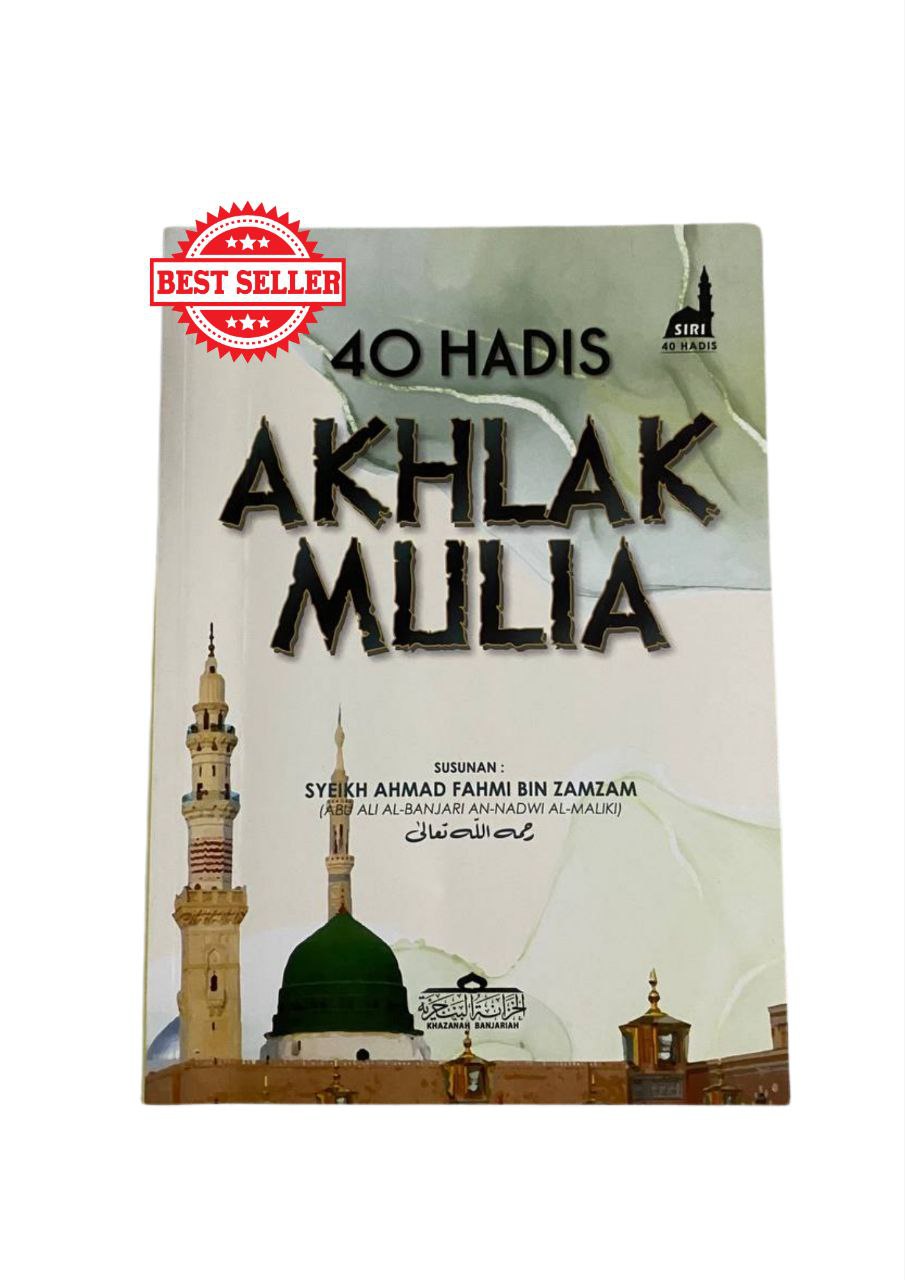 BEST SELLER
SIRI
40 HADIS
40 HADIS
AKHLAK
MULIA
SUSUNAN :
SYEIKH AHMAD FAHMI BIN ZAMZAM
(ABU ALI AL-BANJARI AN-NADWI AL-MALIKI)
رحمه الله تعالى
الخزانة البنجرية
KHAZANAH BANJARIAH